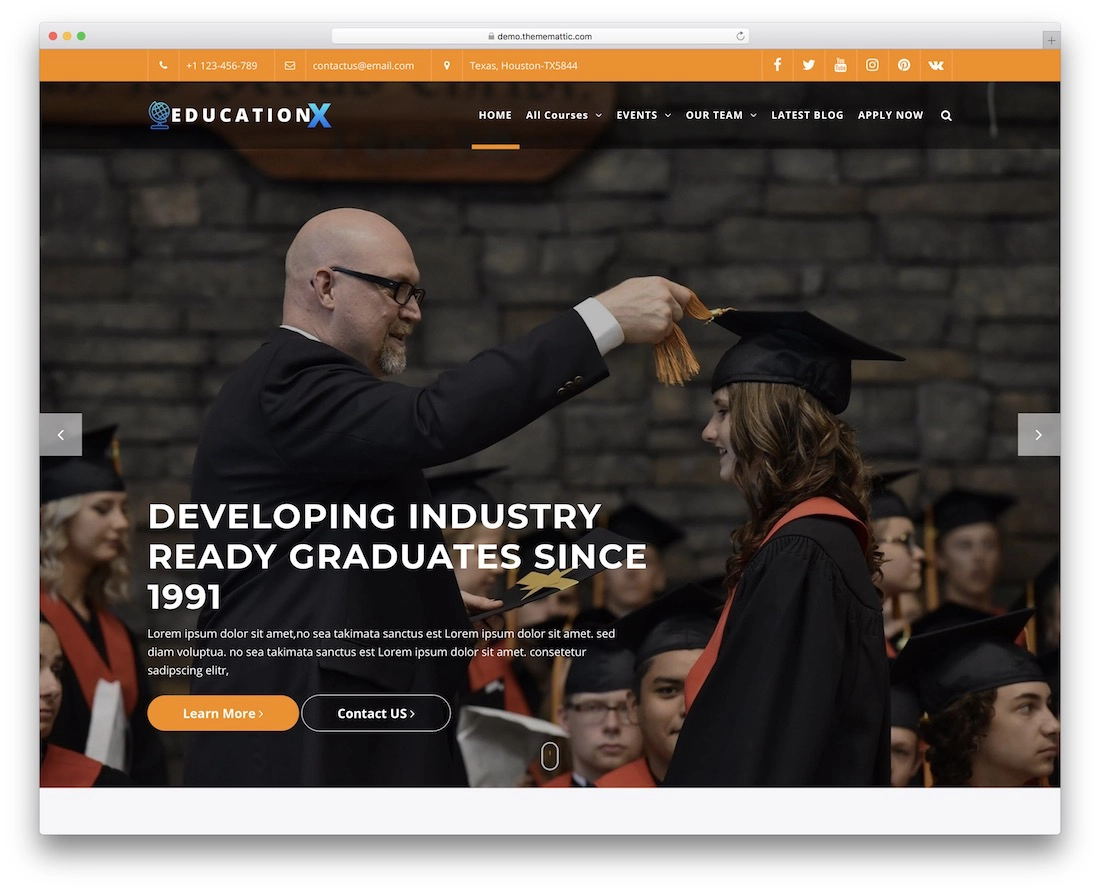 demo.thememattic.com
+1 123-456-789 contactus@email.com Texas, Houston-TX5844
EDUCATIONX HOME All Courses EVENTS OUR TEAM LATEST BLOG APPLY NOW
DEVELOPING INDUSTRY
READY GRADUATES SINCE
1991
Lorem ipsum dolor sit amet,no sea takimata sanctus est Lorem ipsum dolor sit amet. sed
diam voluptua. no sea takimata sanctus est Lorem ipsum dolor sit amet. consetetur
sadipscing elitr,
Learn More Contact US